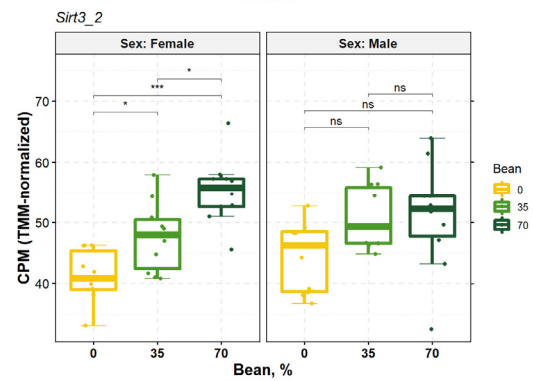 Sirt3_2
Sex: Female
Sex: Male
*
***
*
ns
ns
ns
CPM (TMM-normalized)
70
60
50
40
0
35
70
0
35
70
Bean, %
Bean
0
35
70